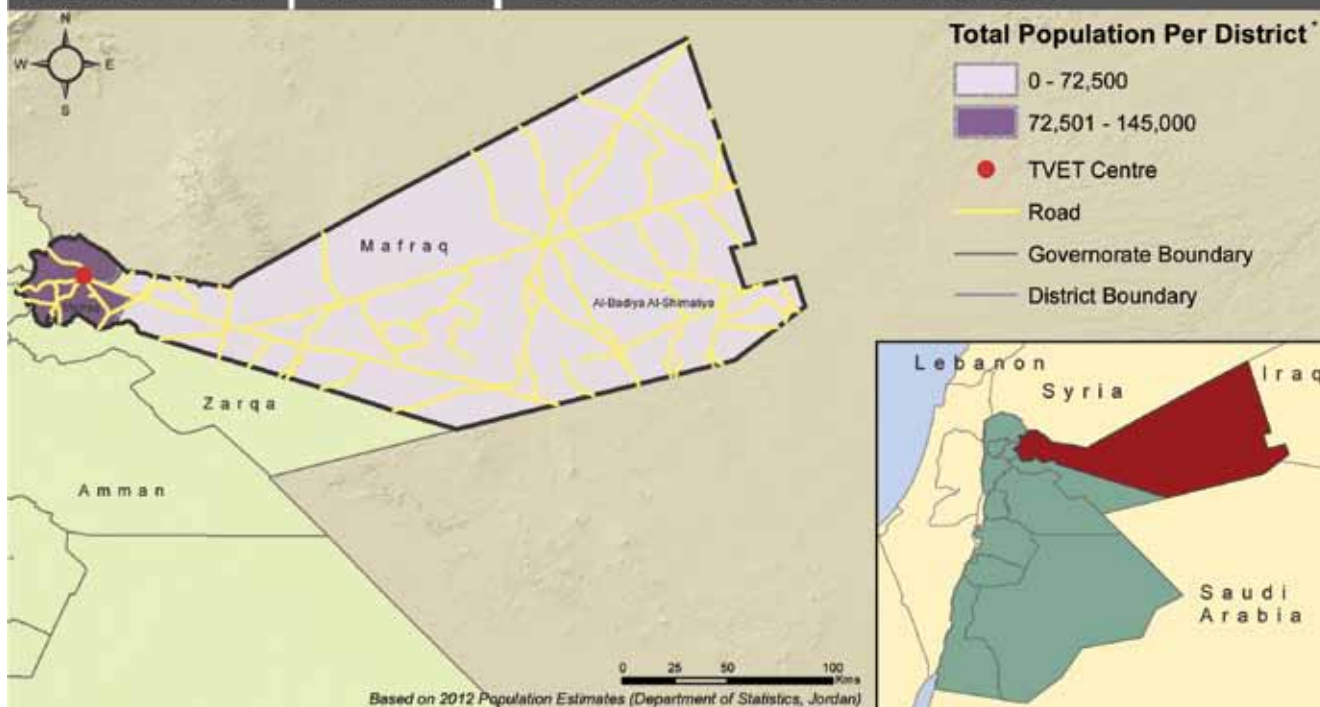 N
W E
S
Total Population Per District *
0 - 72,500
72,501 - 145,000
TVET Centre
Road
Governorate Boundary
District Boundary
Mafraq
Al-Badiya Al-Shimaliya
Zarqa
Amman
0 25 50 100
Kms
Based on 2012 Population Estimates (Department of Statistics, Jordan)
Lebanon
Syria
Iraq
Saudi
Arabia